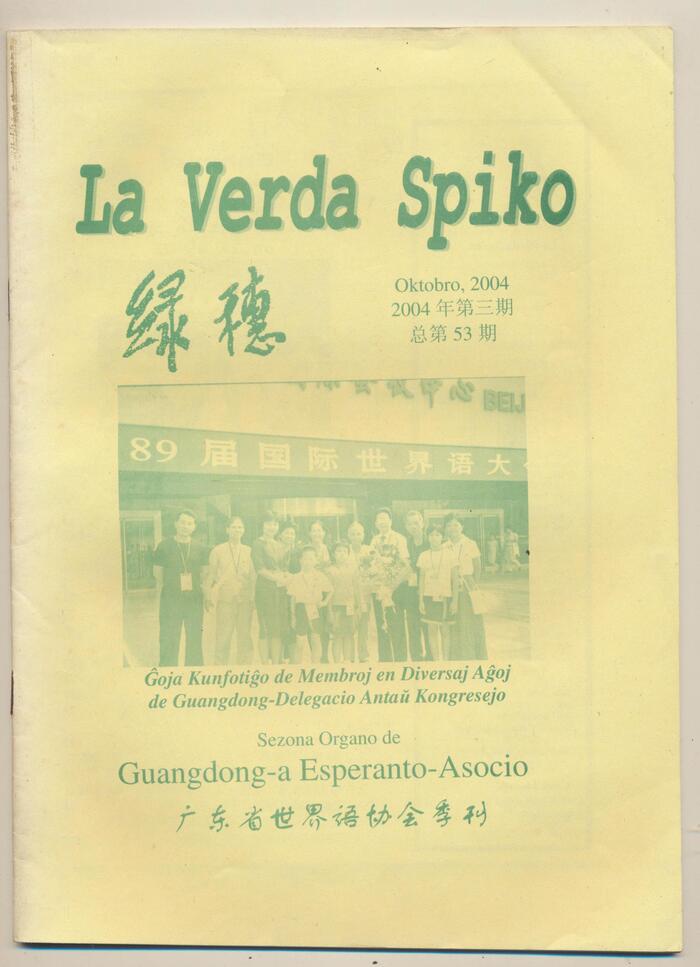 La Verda Spiko
绿穗
Oktobro, 2004
2004 年第三期
总第 53 期
89 届国际世界语大
Ĝoja Kunfotiĝo de Membroj en Diversaj Aĝoj
de Guangdong-Delegacio Antaŭ Kongresejo
Sezona Organo de
Guangdong-a Esperanto-Asocio
广东省世界语协会季刊